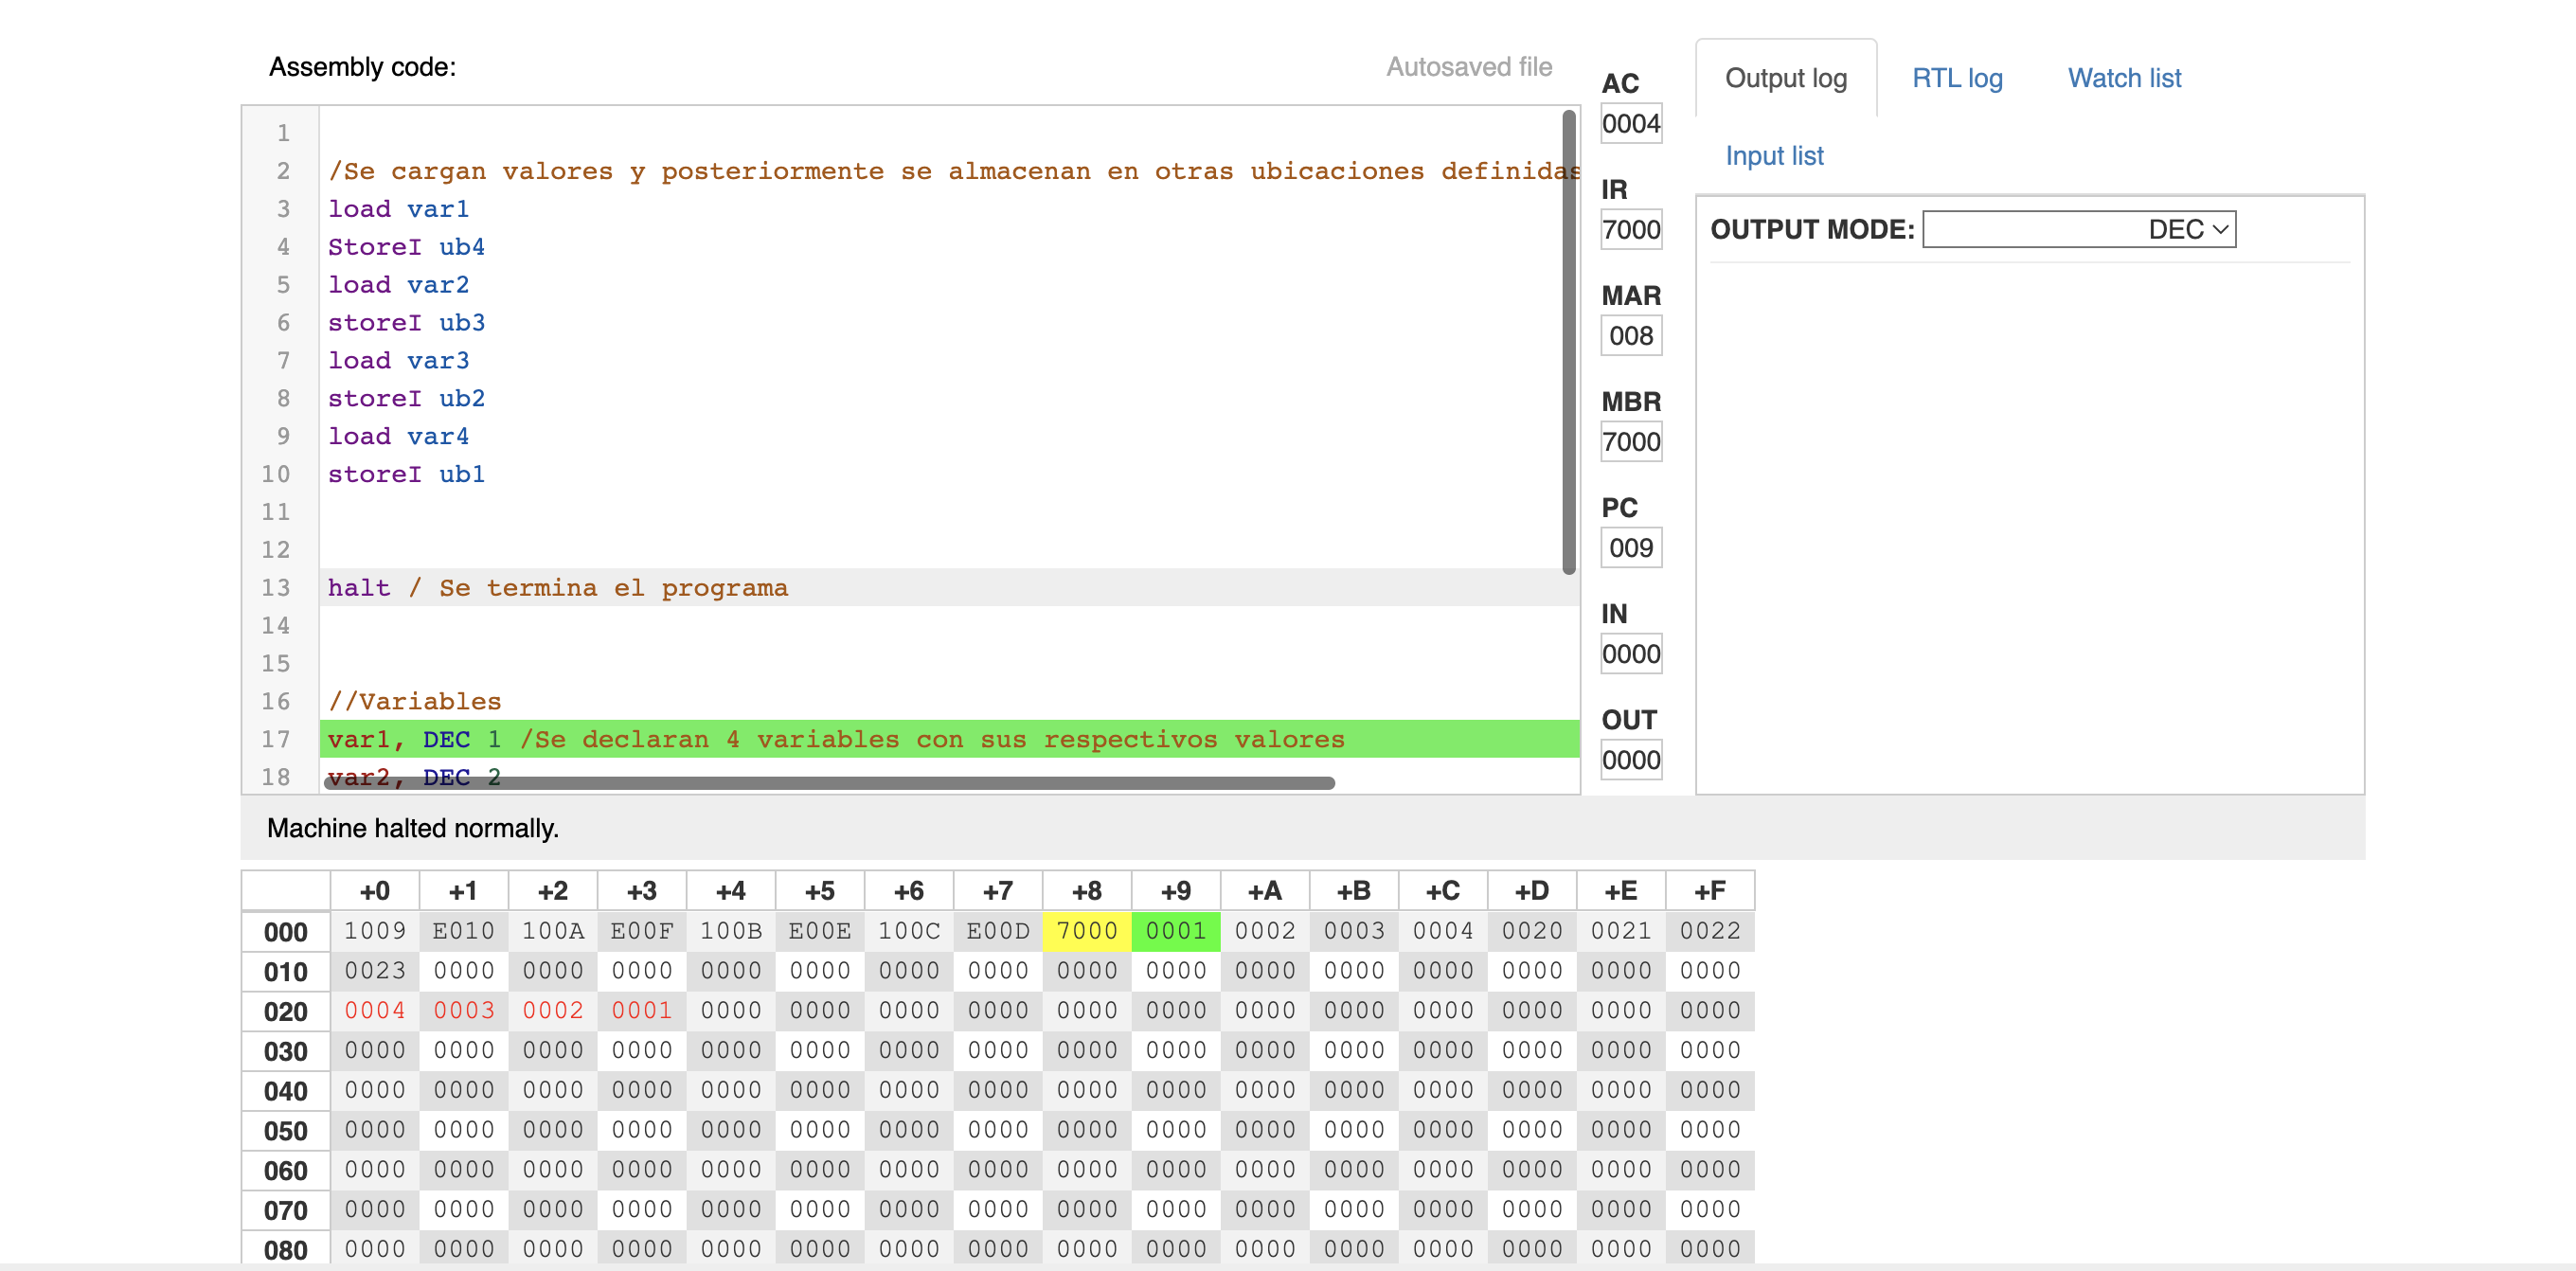 Assembly code:
Autosaved file
1
2 /Se cargan valores y posteriormente se almacenan en otras ubicaciones definidas
3 load var1
4 StoreI ub4
5 load var2
6 storeI ub3
7 load var3
8 storeI ub2
9 load var4
10 storeI ub1
11
12
13 halt / Se termina el programa
14
15
16 //Variables
17 var1, DEC 1 /Se declaran 4 variables con sus respectivos valores
18 var2, DEC 2
AC
0004
IR
7000
MAR
008
MBR
7000
PC
009
IN
0000
OUT
0000
Output log RTL log Watch list
Input list
OUTPUT MODE: DEC
Machine halted normally.
+0 +1 +2 +3 +4 +5 +6 +7 +8 +9 +A +B +C +D +E +F
000 1009 E010 100A E00F 100B E00E 100C E00D 7000 0001 0002 0003 0004 0020 0021 0022
010 0023 0000 0000 0000 0000 0000 0000 0000 0000 0000 0000 0000 0000 0000 0000 0000
020 0004 0003 0002 0001 0000 0000 0000 0000 0000 0000 0000 0000 0000 0000 0000 0000
030 0000 0000 0000 0000 0000 0000 0000 0000 0000 0000 0000 0000 0000 0000 0000 0000
040 0000 0000 0000 0000 0000 0000 0000 0000 0000 0000 0000 0000 0000 0000 0000 0000
050 0000 0000 0000 0000 0000 0000 0000 0000 0000 0000 0000 0000 0000 0000 0000 0000
060 0000 0000 0000 0000 0000 0000 0000 0000 0000 0000 0000 0000 0000 0000 0000 0000
070 0000 0000 0000 0000 0000 0000 0000 0000 0000 0000 0000 0000 0000 0000 0000 0000
080 0000 0000 0000 0000 0000 0000 0000 0000 0000 0000 0000 0000 0000 0000 0000 0000